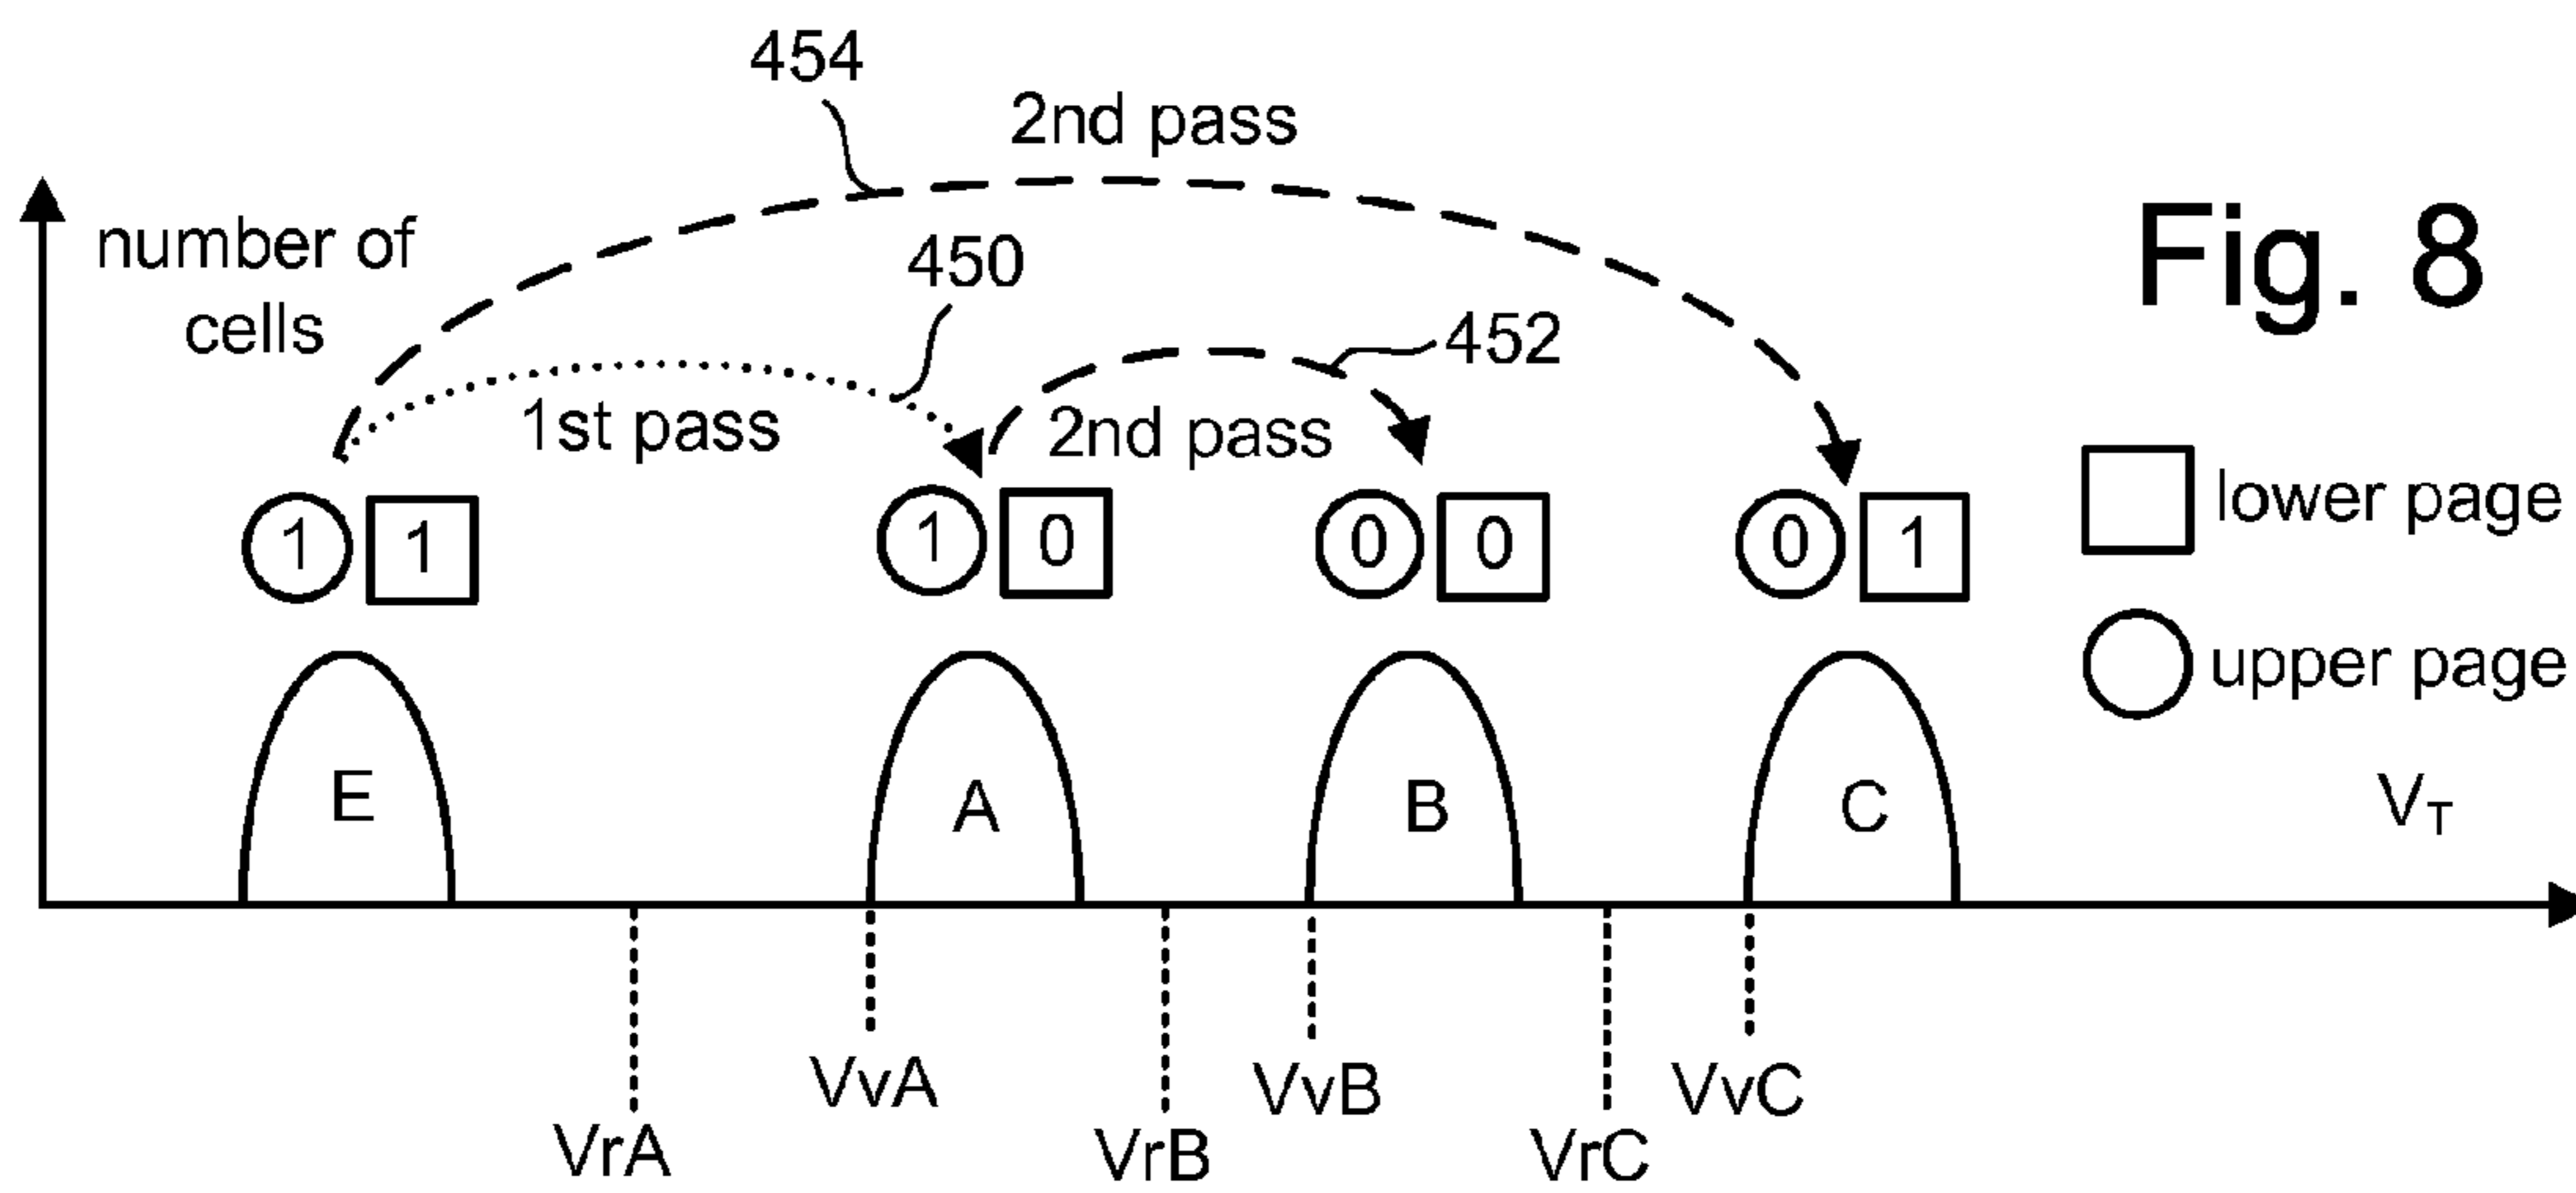 454
2nd pass
Fig. 8
number of
cells
450
452
1st pass
2nd pass
1 1
1 0
0 0
0 1
lower page
upper page
E
A
B
C
VT
VvA
VvB
VvC
VrA
VrB
VrC